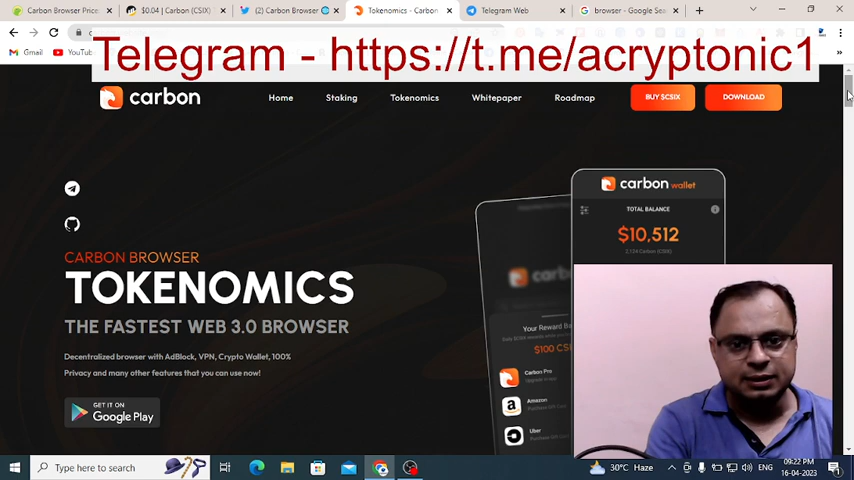 Carbon Browser Price
$0.04 | Carbon (CSIX)
(2) Carbon Browser
Tokenomics - Carbon
Telegram Web
browser - Google Sea
Telegram - https://t.me/acryptonic1
Gmail
YouTub
carbon
Home
Staking
Tokenomics
Whitepaper
Roadmap
BUY $CSIX
DOWNLOAD
carbon wallet
TOTAL BALANCE
$10,512
CARBON BROWSER
TOKENOMICS
THE FASTEST WEB 3.0 BROWSER
Decentralized browser with AdBlock, VPN, Crypto Wallet, 100%
Privacy and many other features that you can use now!
GET IT ON
Google Play
Your Reward Ba
$100 CSI
Carbon Pro
Amazon
Uber
Type here to search
30°C Haze
ENG
09:22 PM
16-04-2023